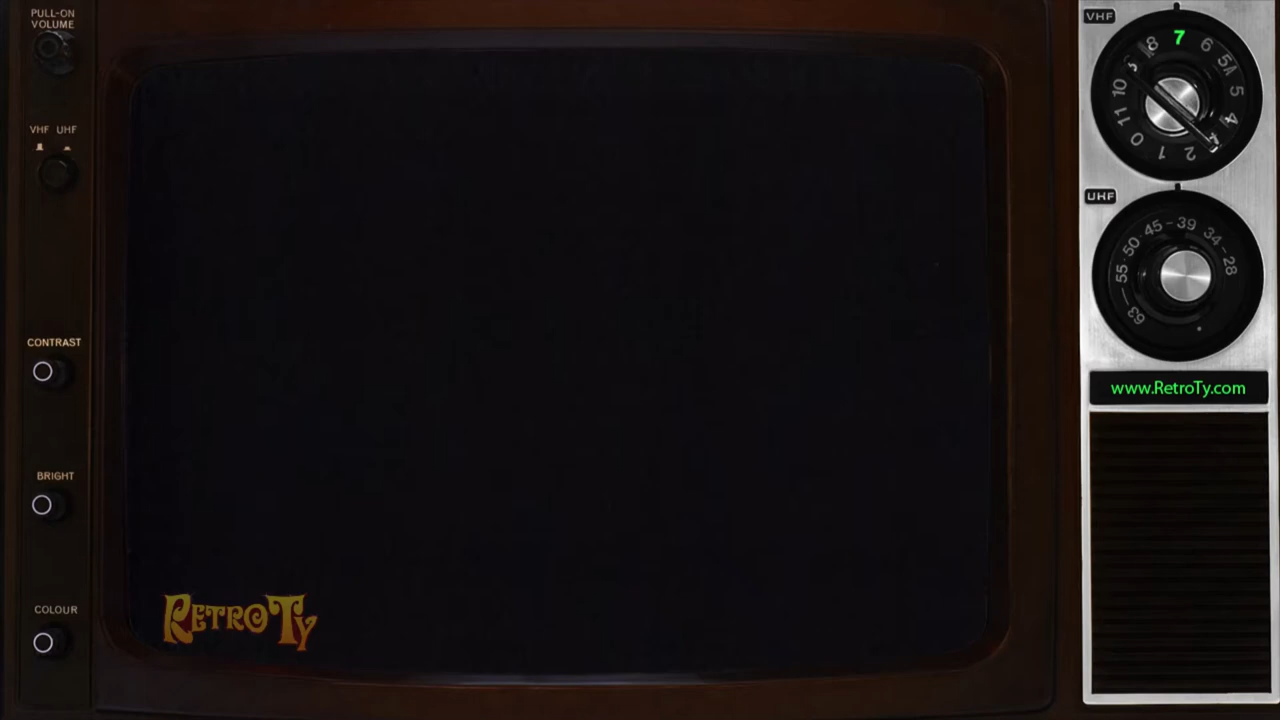 PULL-ON
VOLUME
VHF UHF
CONTRAST
BRIGHT
COLOUR
RetroTy
VHF
7
6
5A
5
4
2
1
0
11
10
9
8
UHF
63 — 55 · 50 · 45 - 39 · 34 - 28
www.RetroTy.com